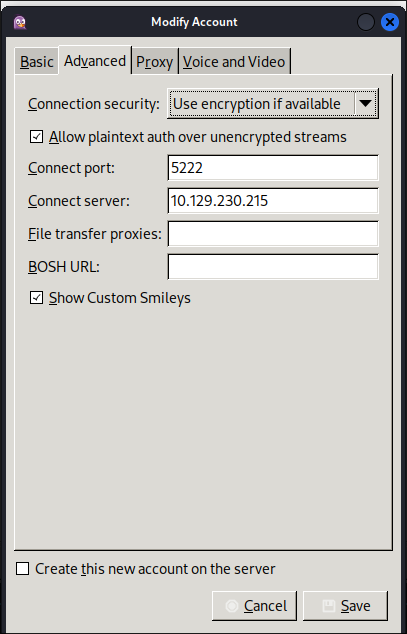 Modify Account
Basic Advanced Proxy Voice and Video
Connection security: Use encryption if available
Allow plaintext auth over unencrypted streams
Connect port: 5222
Connect server: 10.129.230.215
File transfer proxies:
BOSH URL:
Show Custom Smileys
Create this new account on the server
Cancel Save